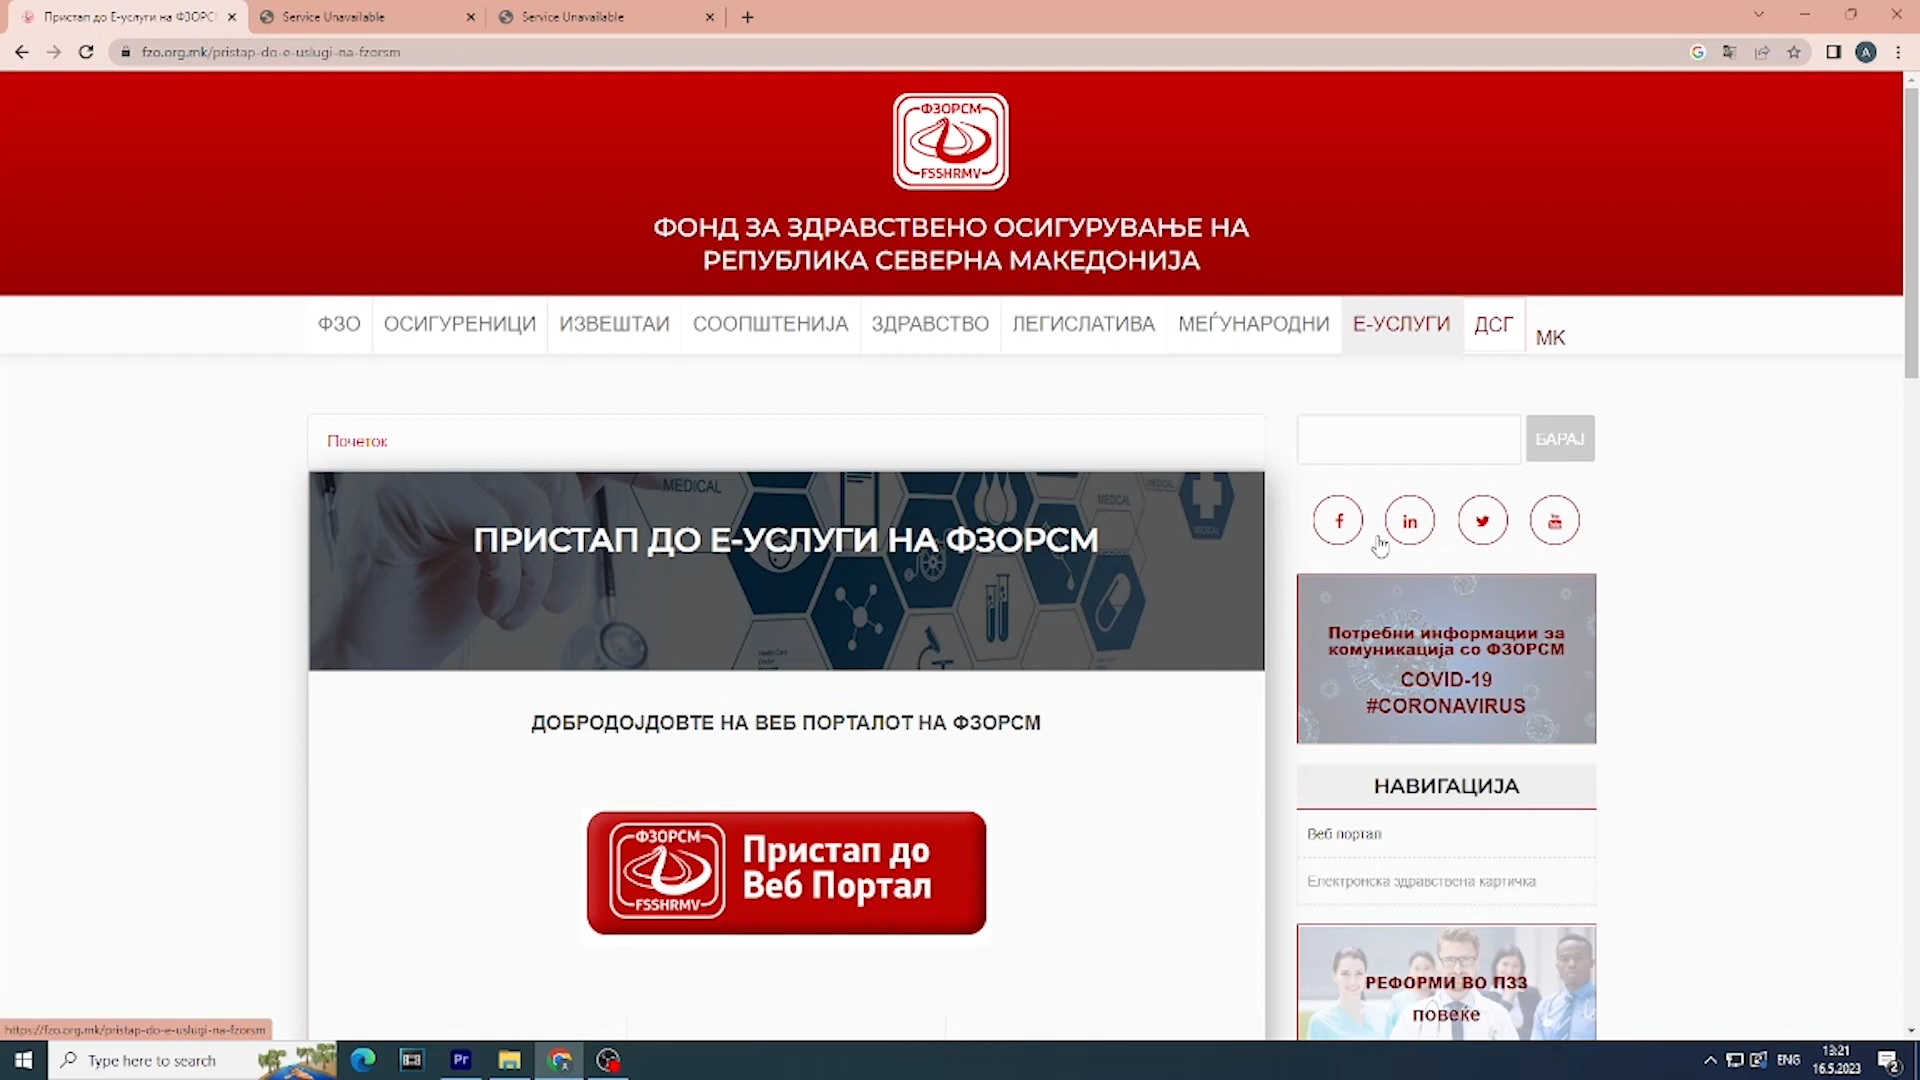 Пристап до Е-услуги на ФЗОРС
Service Unavailable
Service Unavailable
fzo.org.mk/pristap-do-e-uslugi-na-fzorsm
A
ФЗОРСМ
FSSHRMV
ФОНД ЗА ЗДРАВСТВЕНО ОСИГУРУВАЊЕ НА
РЕПУБЛИКА СЕВЕРНА МАКЕДОНИЈА
ФЗО ОСИГУРЕНИЦИ ИЗВЕШТАИ СООПШТЕНИЈА ЗДРАВСТВО ЛЕГИСЛАТИВА МЕЃУНАРОДНИ Е-УСЛУГИ ДСГ МК
Почеток
БАРАЈ
MEDICAL
MEDICAL
ПРИСТАП ДО Е-УСЛУГИ НА ФЗОРСМ
Health Care
ДОБРОДОЈДОВТЕ НА ВЕБ ПОРТАЛОТ НА ФЗОРСМ
ФЗОРСМ
FSSHRMV
Пристап до
Веб Портал
Потребни информации за
комуникација со ФЗОРСМ
COVID-19
#CORONAVIRUS
НАВИГАЦИЈА
Веб портал
Електронска здравствена картичка
РЕФОРМИ ВО ПЗЗ
повеќе
https://fzo.org.mk/pristap-do-e-uslugi-na-fzorsm
Type here to search
Pr
ENG
13:21
16.5.2023
2